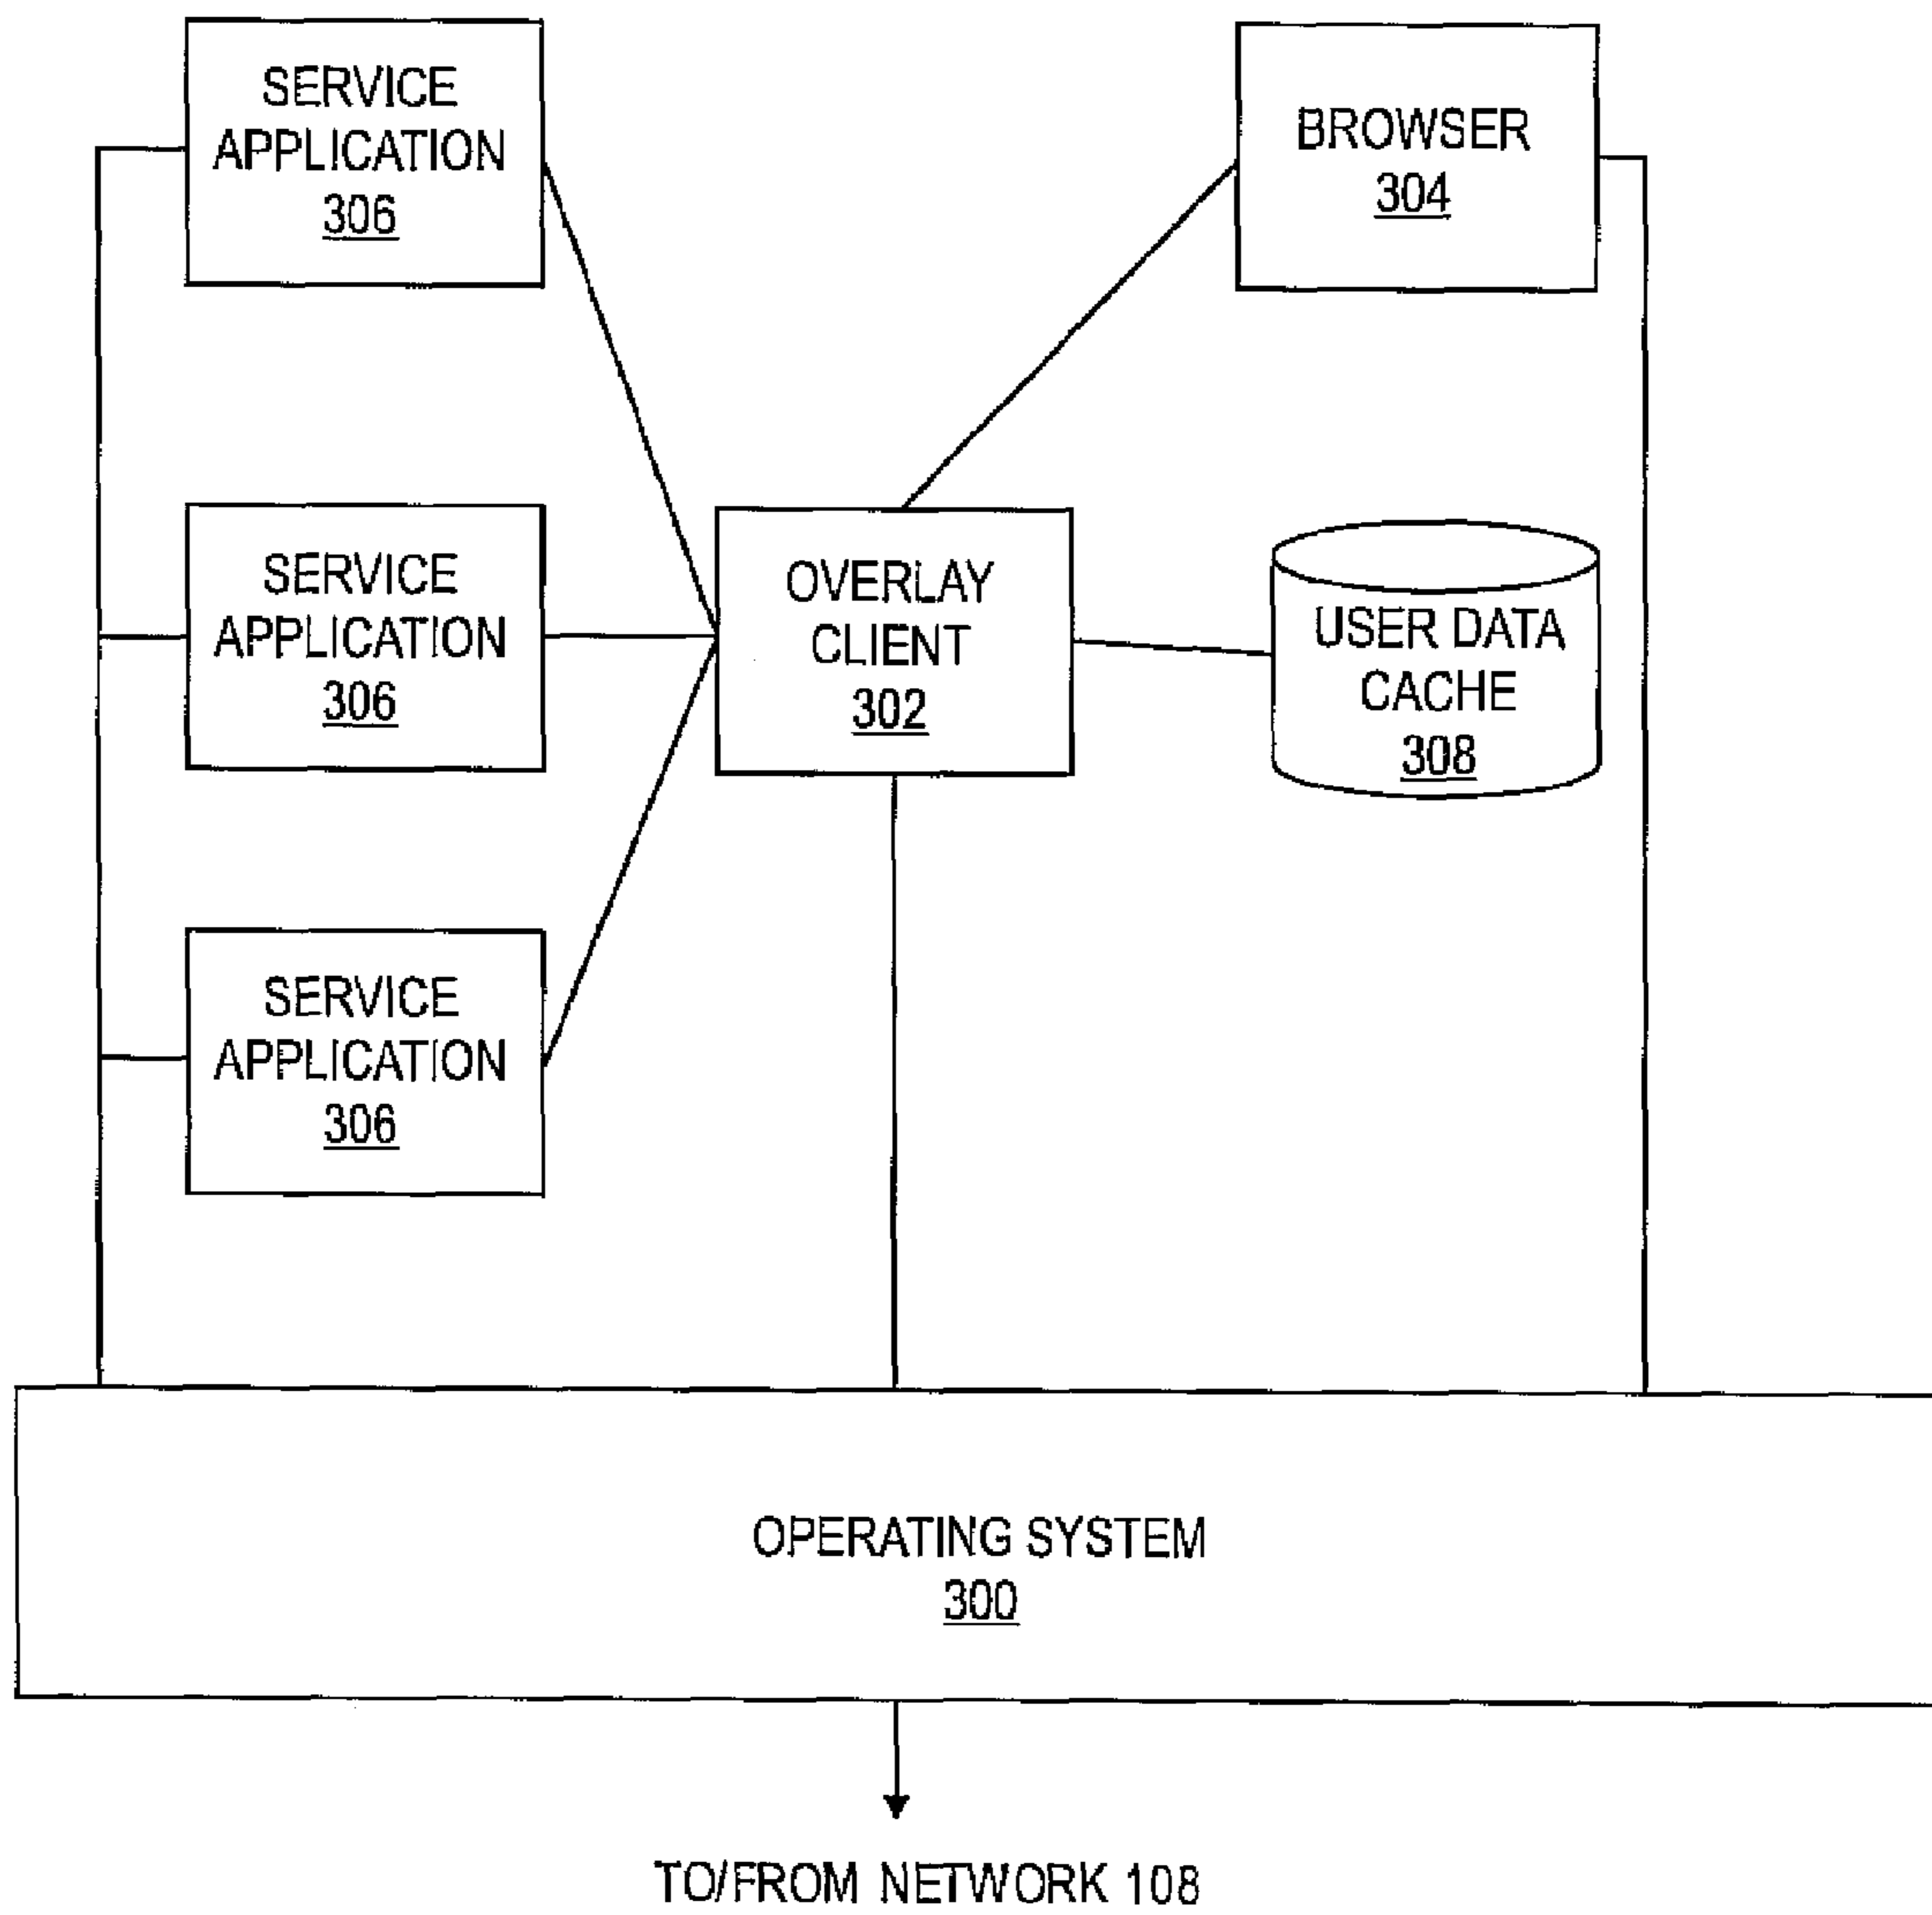 SERVICE
APPLICATION
306
BROWSER
304
SERVICE
APPLICATION
306
OVERLAY
CLIENT
302
USER DATA
CACHE
308
SERVICE
APPLICATION
306
OPERATING SYSTEM
300
TO/FROM NETWORK 108